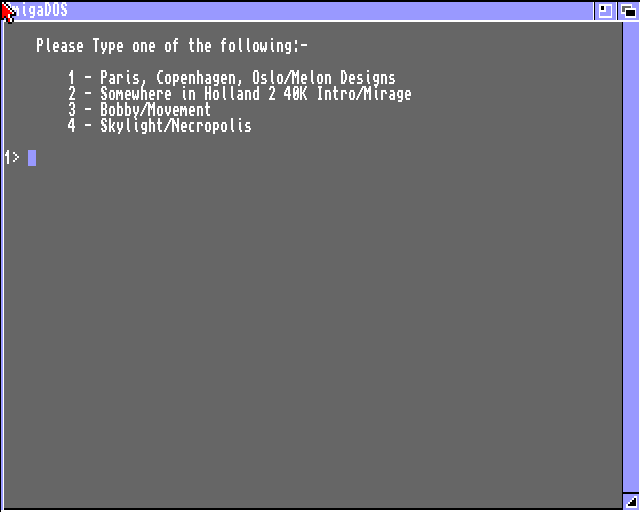 migaDOS
Please Type one of the following:-
1 - Paris, Copenhagen, Oslo/Melon Designs
2 - Somewhere in Holland 2 40K Intro/Mirage
3 - Bobby/Movement
4 - Skylight/Necropolis
1>